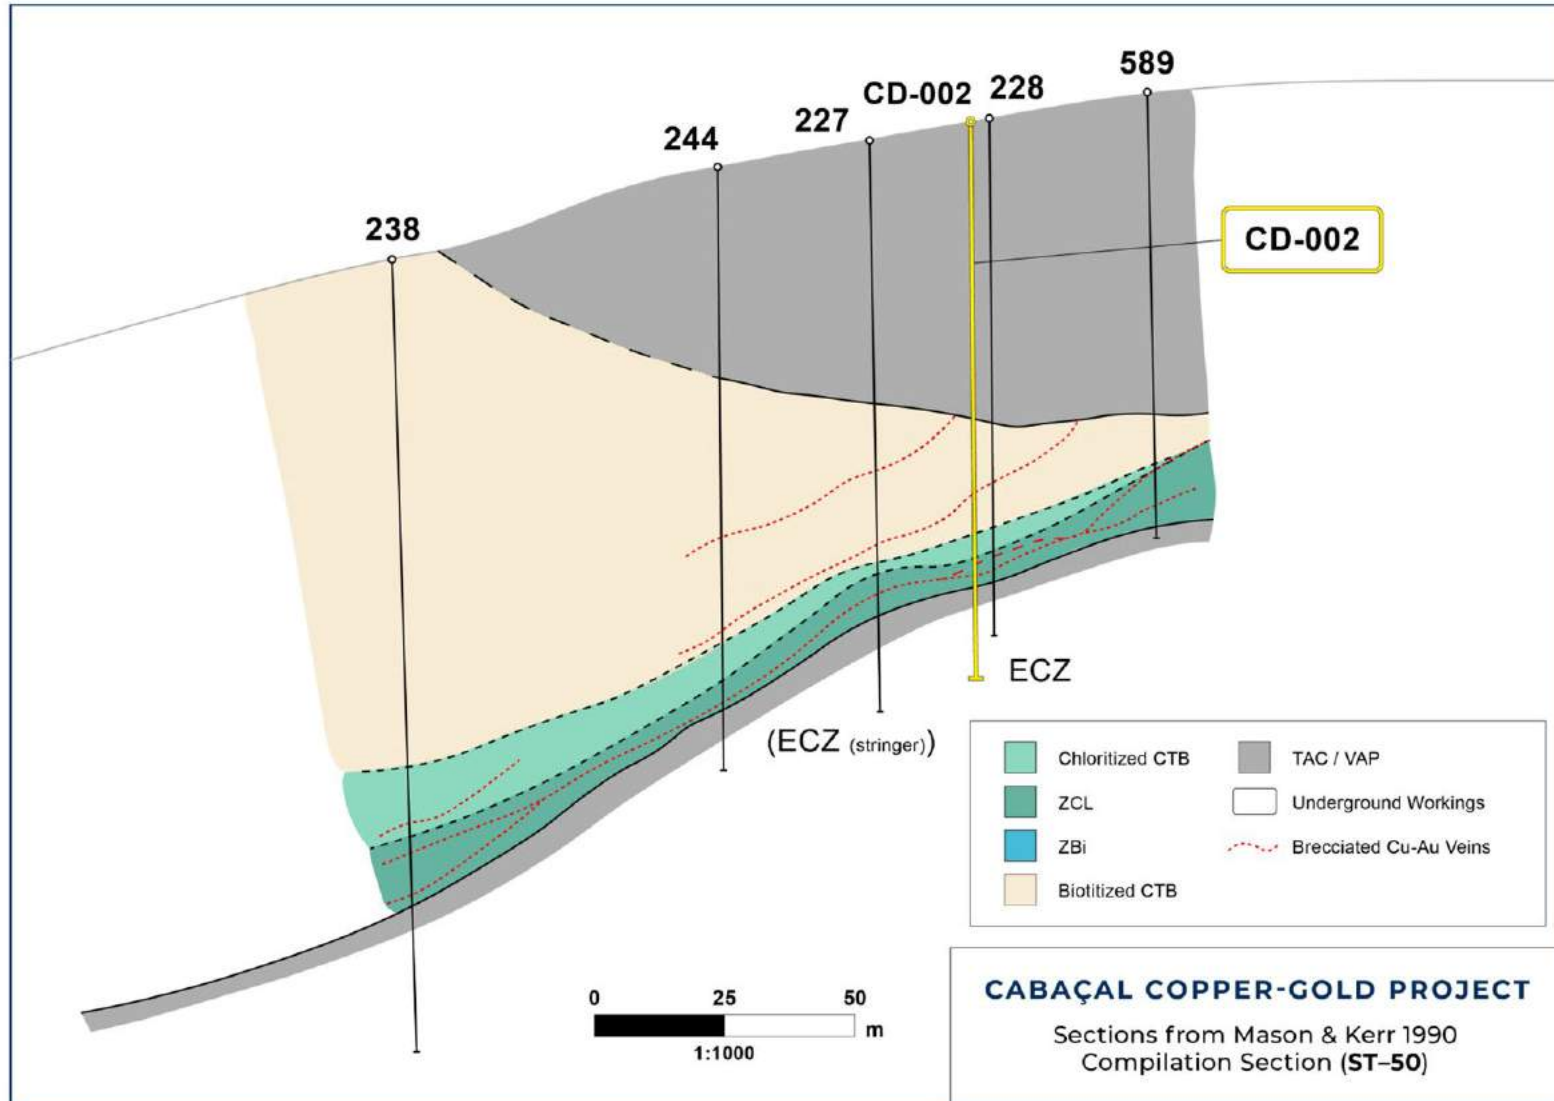 589
CD-002
228
227
244
238
CD-002
ECZ
(ECZ (stringer))
Chloritized CTB
ZCL
ZBi
Biotitized CTB
TAC / VAP
Underground Workings
Brecciated Cu-Au Veins
0 25 50
m
1:1000
CABAÇAL COPPER-GOLD PROJECT
Sections from Mason & Kerr 1990
Compilation Section (ST–50)